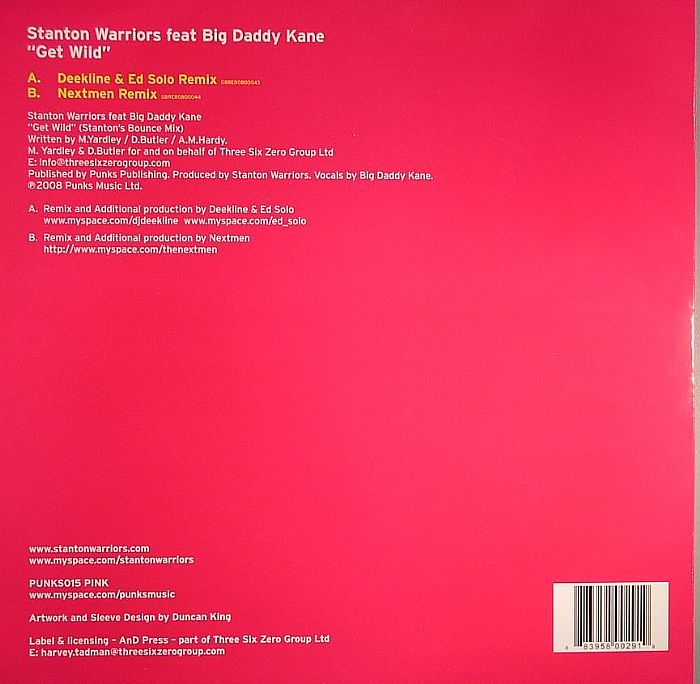 Stanton Warriors feat Big Daddy Kane
"Get Wild"
A. Deekline & Ed Solo Remix GBRER0800043
B. Nextmen Remix GBRER0800044
Stanton Warriors feat Big Daddy Kane
"Get Wild" (Stanton's Bounce Mix)
Written by M.Yardley / D.Butler / A.M.Hardy.
M. Yardley & D.Butler for and on behalf of Three Six Zero Group Ltd
E: Info@threesixzerogroup.com
Published by Punks Publishing. Produced by Stanton Warriors. Vocals by Big Daddy Kane.
℗2008 Punks Music Ltd.
A. Remix and Additional production by Deekline & Ed Solo
www.myspace.com/djdeekline www.myspace.com/ed_solo
B. Remix and Additional production by Nextmen
http://www.myspace.com/thenextmen
www.stantonwarriors.com
www.myspace.com/stantonwarriors
PUNKS015 PINK
www.myspace.com/punksmusic
Artwork and Sleeve Design by Duncan King
Label & licensing - AnD Press - part of Three Six Zero Group Ltd
E: harvey.tadman@threesixzerogroup.com
8 83958 00291 9